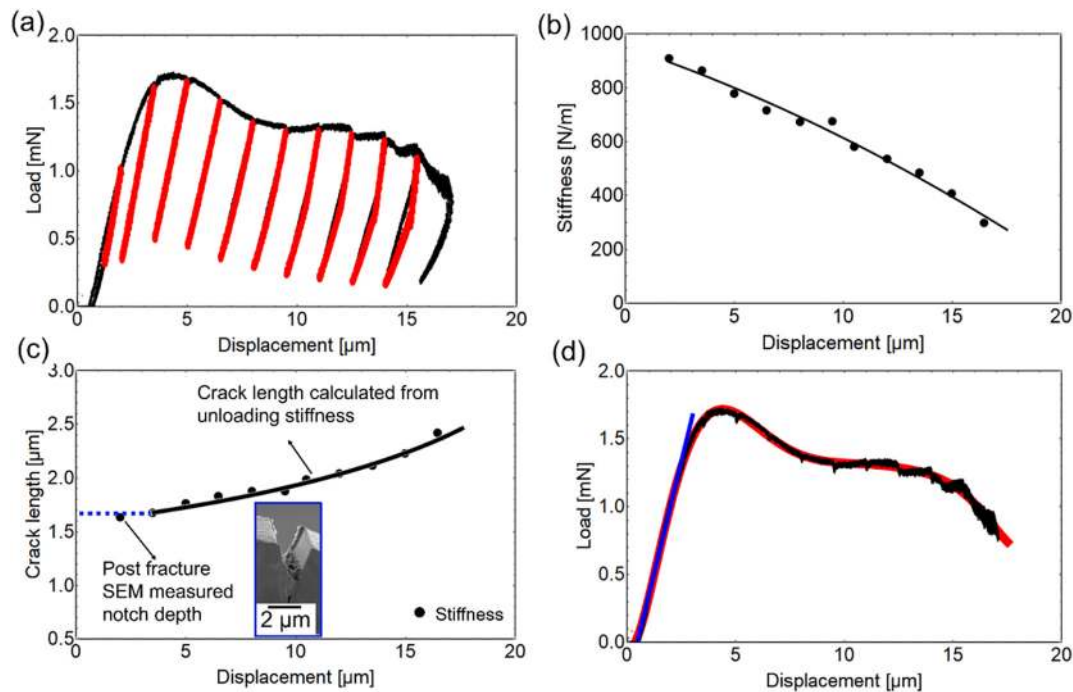 (a)
2.0
1.5
1.0
0.5
0.0
Load [mN]
0
5
10
15
20
Displacement [µm]
(b)
1000
800
600
400
200
0
Stiffness [N/m]
0
5
10
15
20
Displacement [µm]
(c)
3.0
2.5
2.0
1.5
1.0
0.5
Crack length [µm]
Crack length calculated from
unloading stiffness
Post fracture
SEM measured
notch depth
2 µm
Stiffness
0
5
10
15
20
Displacement [µm]
(d)
2.0
1.5
1.0
0.5
0.0
Load [mN]
0
5
10
15
20
Displacement [µm]